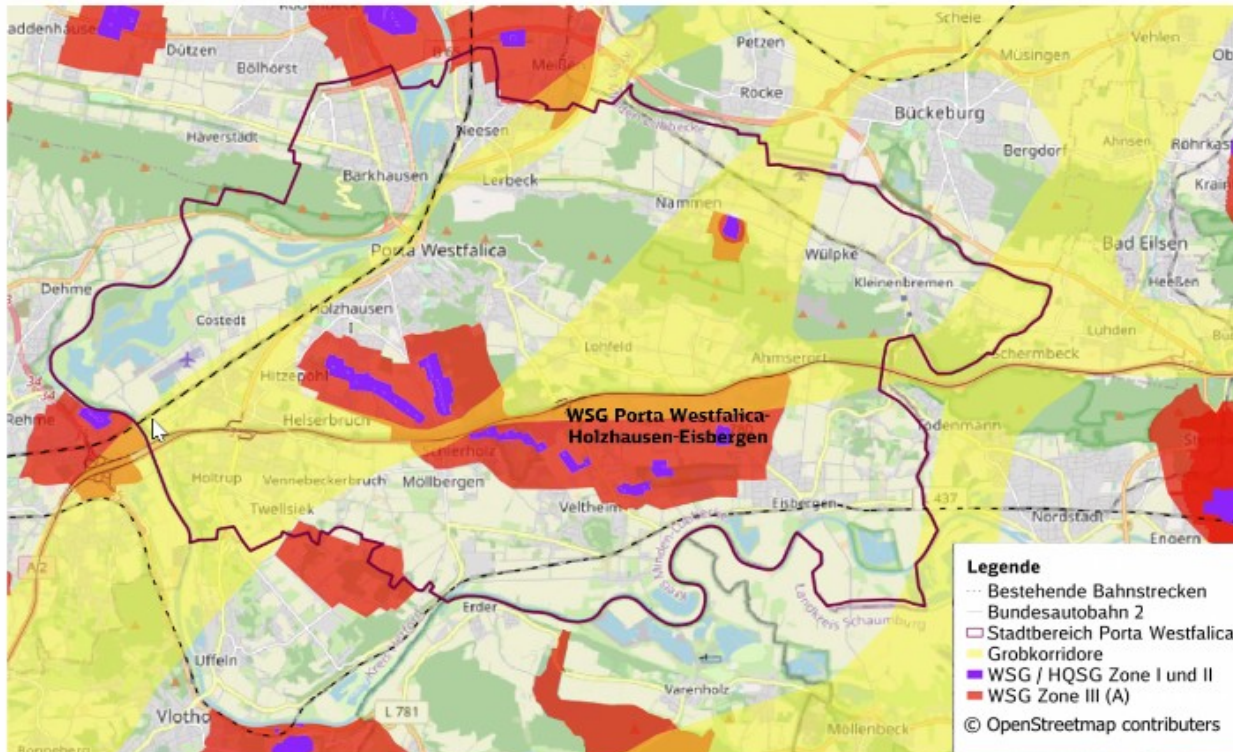 Dützen
Bölhorst
Häverstädt
Barkhausen
Neesen
Lerbeck
Meißen
B 65
Petzen
Röcke
Scheie
Müsingen
Vehlen
Bückeburg
Bergdorf
Ahnsen
Bad Eilsen
Heeßen
Nammen
Wülpke
Kleinenbremen
Luhden
Schermbeck
Porta Westfalica
Dehme
Costedt
Holzhausen
I
Lohfeld
Ahmserort
Hitzepohl
Helserbruch
34
34
Rehme
WSG Porta Westfalica-
Holzhausen-Eisbergen
Todenmann
Holtrup
Vennebeckerbruch
Möllbergen
Twellsiek
Veltheim
Eisbergen
437
Nordstadt
Engern
A 2
Erder
Landkreis Schaumburg
Uffeln
Vlotho
L 781
Varenholz
Möllenbeck
Legende
Bestehende Bahnstrecken
Bundesautobahn 2
Stadtbereich Porta Westfalica
Grobkorridore
WSG / HQSG Zone I und II
WSG Zone III (A)
© OpenStreetmap contributers